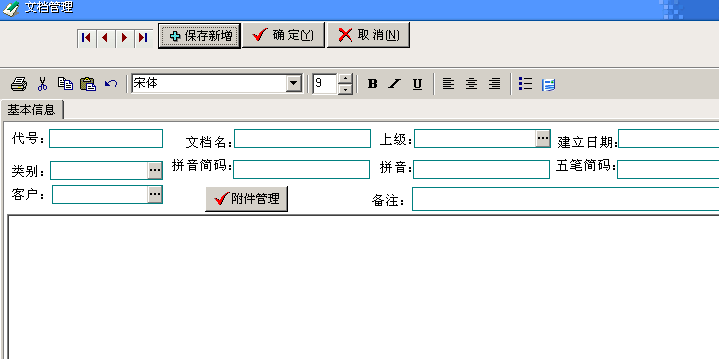 文档管理
保存新增 确 定(Y) 取 消(N)
宋体 9 B I U
基本信息
代号: 文档名: 上级: ... 建立日期:
类别: ... 拼音简码: 拼音: 五笔简码:
客户: ... 附件管理 备注: